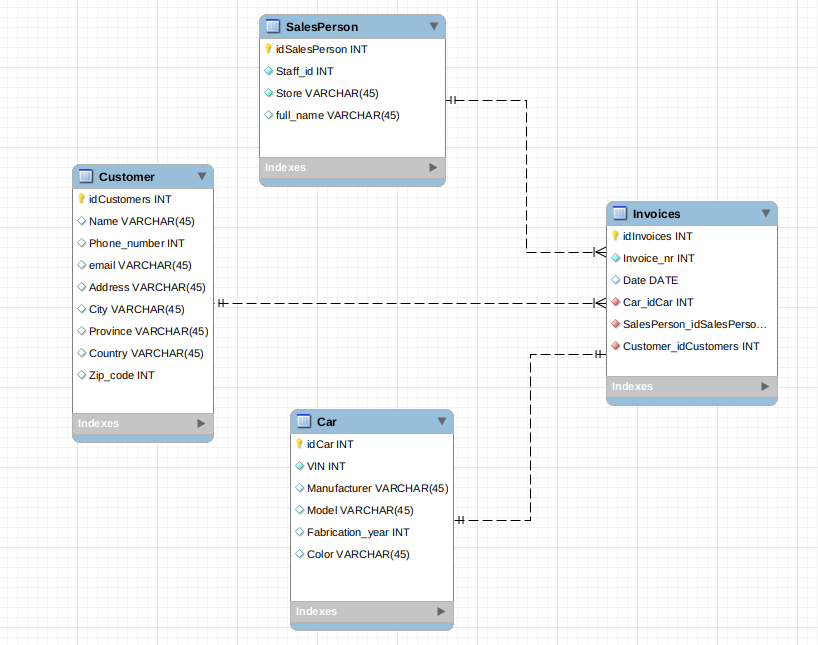 SalesPerson
idSalesPerson INT
Staff_id INT
Store VARCHAR(45)
full_name VARCHAR(45)
Indexes
Customer
idCustomers INT
Name VARCHAR(45)
Phone_number INT
email VARCHAR(45)
Address VARCHAR(45)
City VARCHAR(45)
Province VARCHAR(45)
Country VARCHAR(45)
Zip_code INT
Indexes
Invoices
idInvoices INT
Invoice_nr INT
Date DATE
Car_idCar INT
SalesPerson_idSalesPerso...
Customer_idCustomers INT
Indexes
Car
idCar INT
VIN INT
Manufacturer VARCHAR(45)
Model VARCHAR(45)
Fabrication_year INT
Color VARCHAR(45)
Indexes